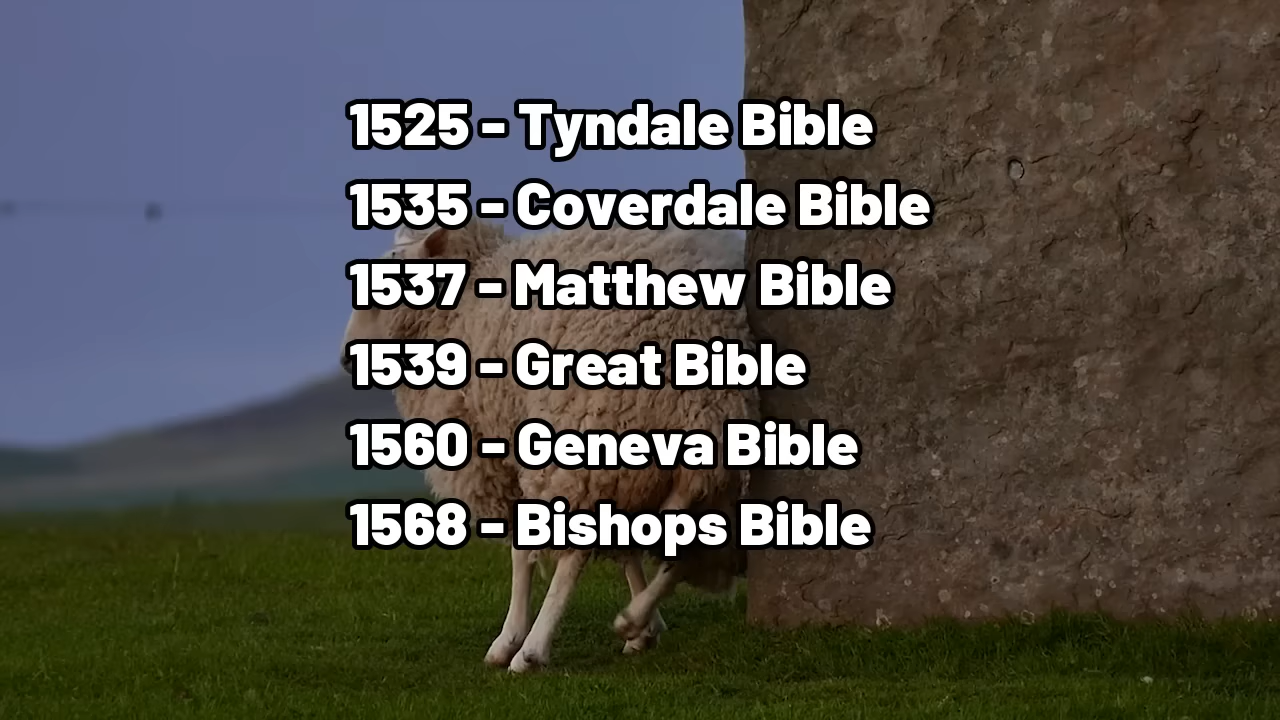 1525 - Tyndale Bible
1535 - Coverdale Bible
1537 - Matthew Bible
1539 - Great Bible
1560 - Geneva Bible
1568 - Bishops Bible